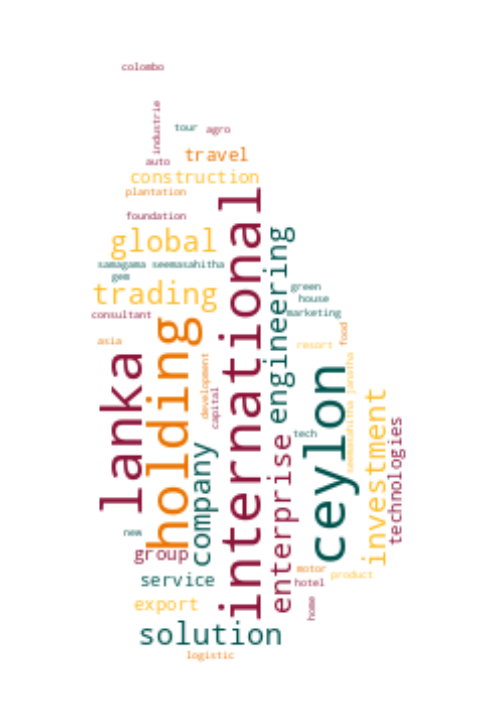 colombo
industrie
tour
agro
auto
travel
construction
plantation
foundation
international
global
engineering
samagama seemasahitha
gem
trading
green
house
consultant
marketing
holding
food
asia
resort
lanka
development
seemasahitha janatha
ceylon
capital
investment
technologies
tech
enterprise
company
new
group
motor
service
product
hotel
export
home
solution
logistic